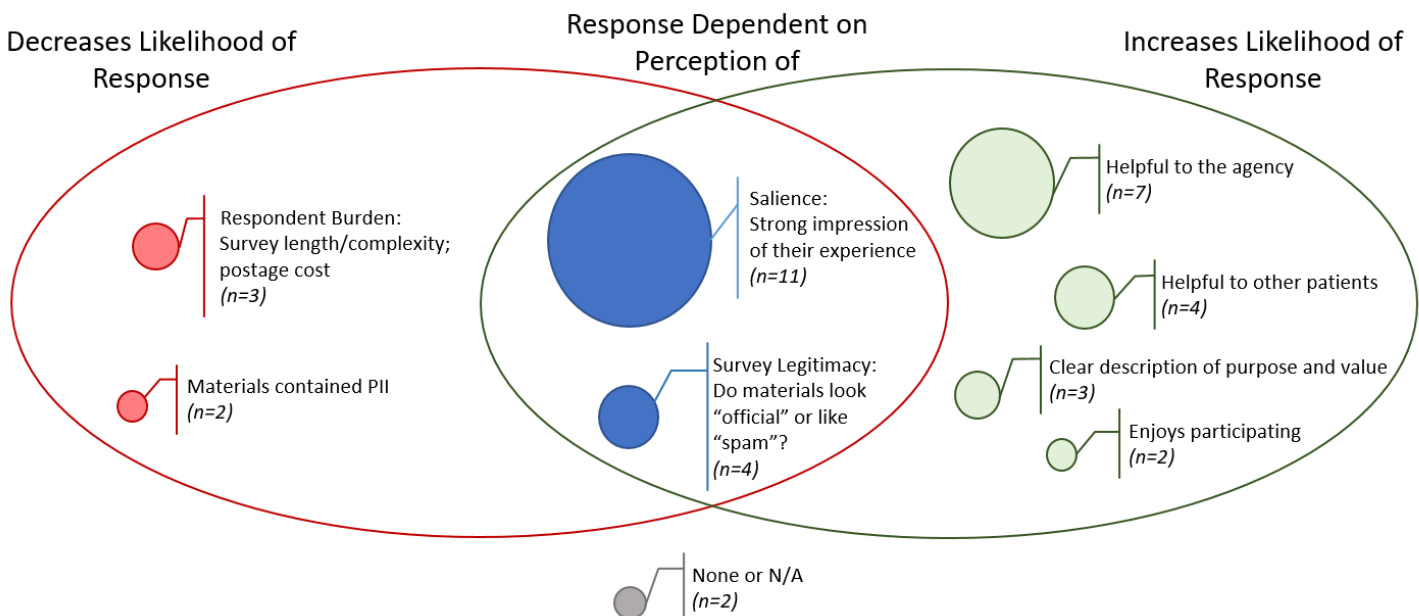 Decreases Likelihood of
Response
Response Dependent on
Perception of
Increases Likelihood of
Response
Respondent Burden:
Survey length/complexity;
postage cost
(n=3)
Materials contained PII
(n=2)
Salience:
Strong impression
of their experience
(n=11)
Survey Legitimacy:
Do materials look
“official” or like
“spam”?
(n=4)
Helpful to the agency
(n=7)
Helpful to other patients
(n=4)
Clear description of purpose and value
(n=3)
Enjoys participating
(n=2)
None or N/A
(n=2)